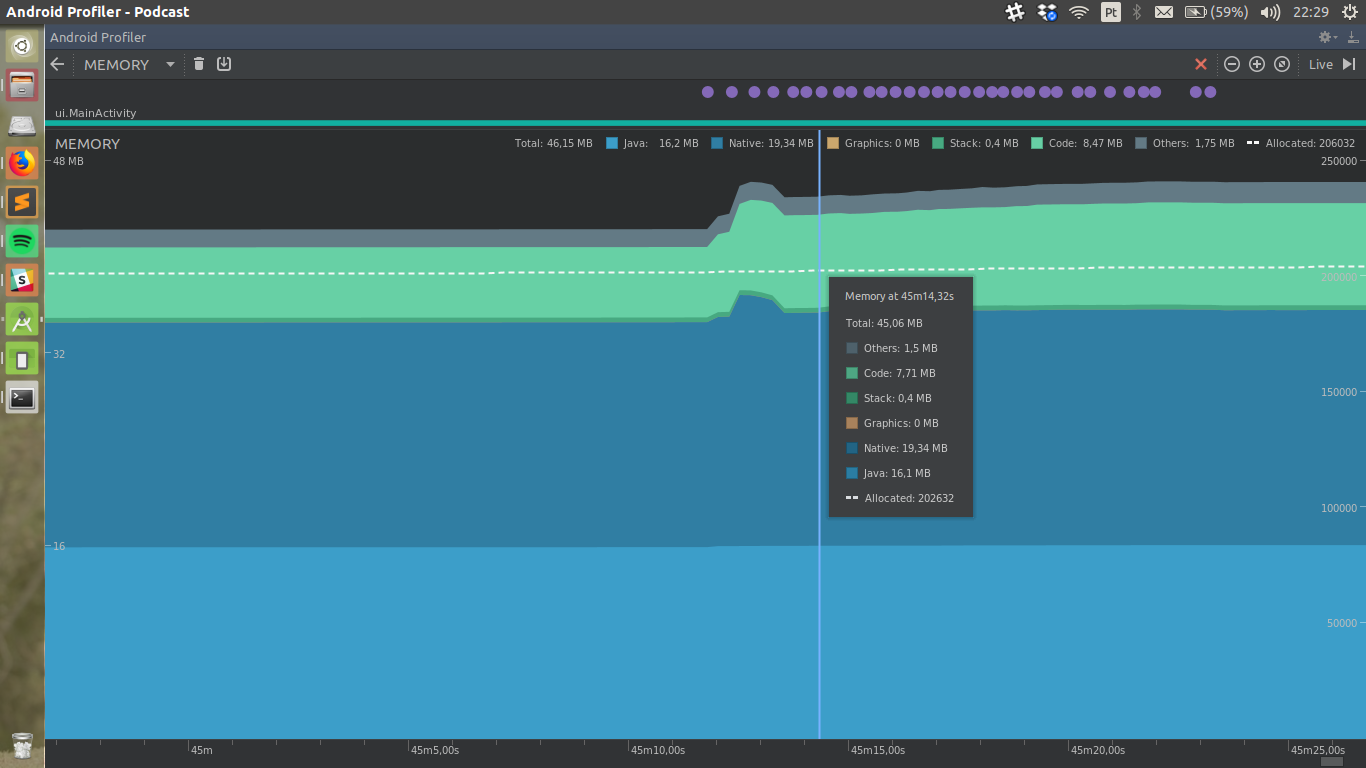 Android Profiler - Podcast
Pt
(59%)
22:29
Android Profiler
MEMORY
Live
ui.MainActivity
MEMORY
Total: 46,15 MB
Java: 16,2 MB
Native: 19,34 MB
Graphics: 0 MB
Stack: 0,4 MB
Code: 8,47 MB
Others: 1,75 MB
Allocated: 206032
48 MB
250000
200000
Memory at 45m14,32s
Total: 45,06 MB
Others: 1,5 MB
Code: 7,71 MB
Stack: 0,4 MB
Graphics: 0 MB
Native: 19,34 MB
Java: 16,1 MB
Allocated: 202632
32
150000
100000
16
50000
45m
45m5,00s
45m10,00s
45m15,00s
45m20,00s
45m25,00s